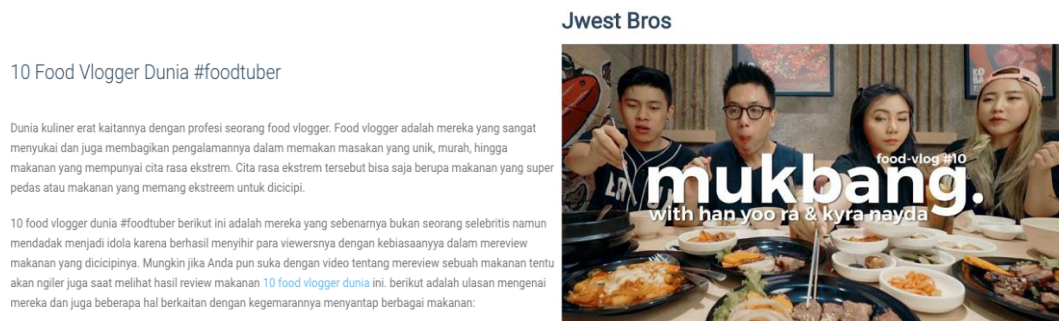 10 Food Vlogger Dunia #foodtuber
Dunia kuliner erat kaitannya dengan profesi seorang food vlogger. Food vlogger adalah mereka yang sangat
menyukai dan juga membagikan pengalamannya dalam memakan masakan yang unik, murah, hingga
makanan yang mempunyai cita rasa ekstrem. Cita rasa ekstrem tersebut bisa saja berupa makanan yang super
pedas atau makanan yang memang ekstreem untuk dicicipi.
10 food vlogger dunia #foodtuber berikut ini adalah mereka yang sebenarnya bukan seorang selebritis namun
mendadak menjadi idola karena berhasil menyihir para viewersnya dengan kebiasaanyya dalam mereview
makanan yang dicicipinya. Mungkin jika Anda pun suka dengan video tentang mereview sebuah makanan tentu
akan ngiler juga saat melihat hasil review makanan 10 food vlogger dunia ini. berikut adalah ulasan mengenai
mereka dan juga beberapa hal berkaitan dengan kegemarannya menyantap berbagai makanan:
Jwest Bros
food-vlog #10
mukbang.
with han yoo ra & kyra nayda